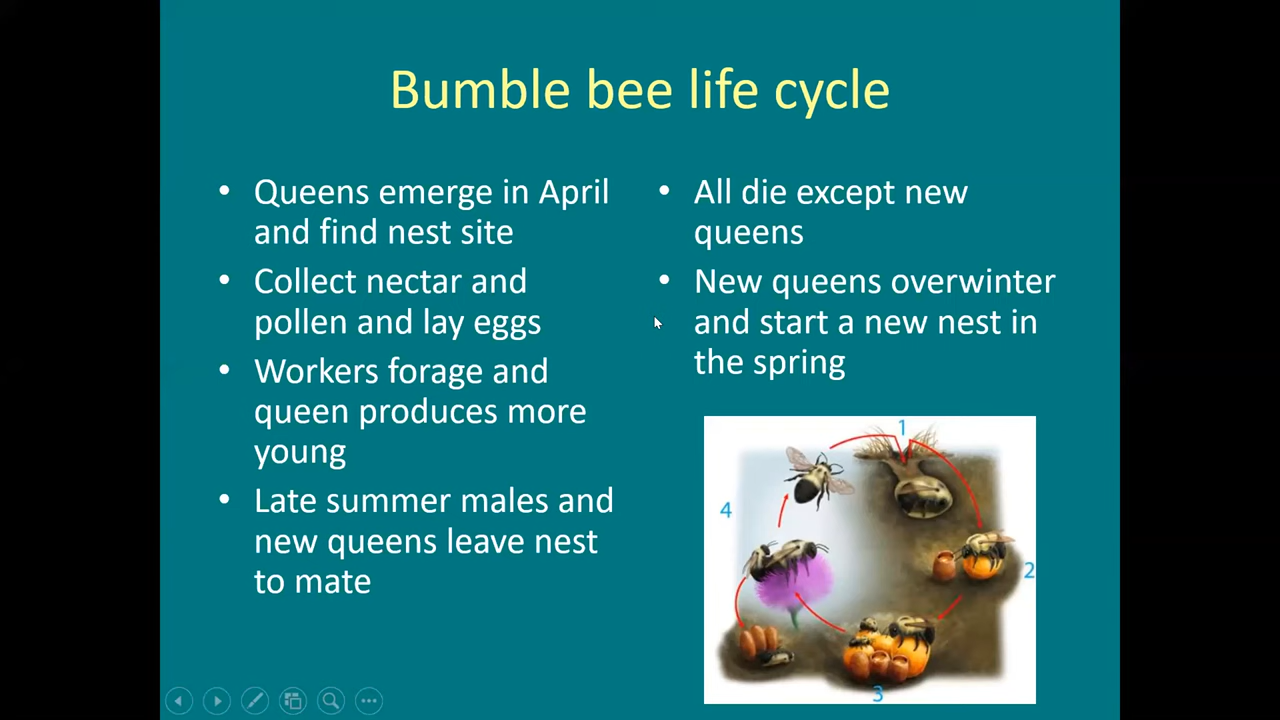 Bumble bee life cycle
• Queens emerge in April
and find nest site
• Collect nectar and
pollen and lay eggs
• Workers forage and
queen produces more
young
• Late summer males and
new queens leave nest
to mate
• All die except new
queens
• New queens overwinter
and start a new nest in
the spring
1
2
3
4